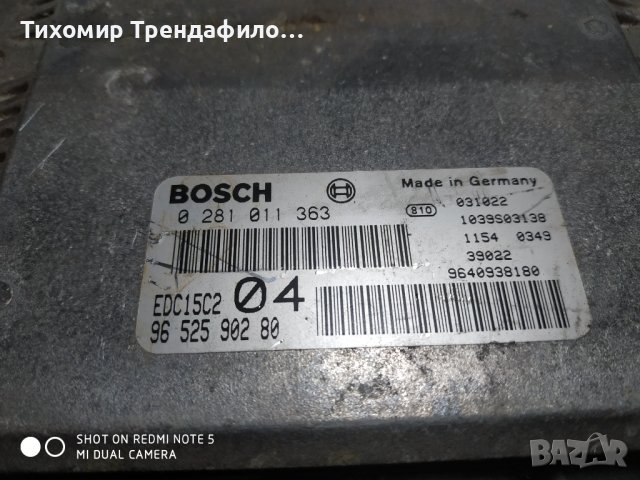 Тихомир Трендафило...
BOSCH
Made in Germany
0 281 011 363
810
031022
1039S03138
1154 0349
39022
9640938180
EDC15C2 04
96 525 902 80
SHOT ON REDMI NOTE 5
MI DUAL CAMERA
BAZAR